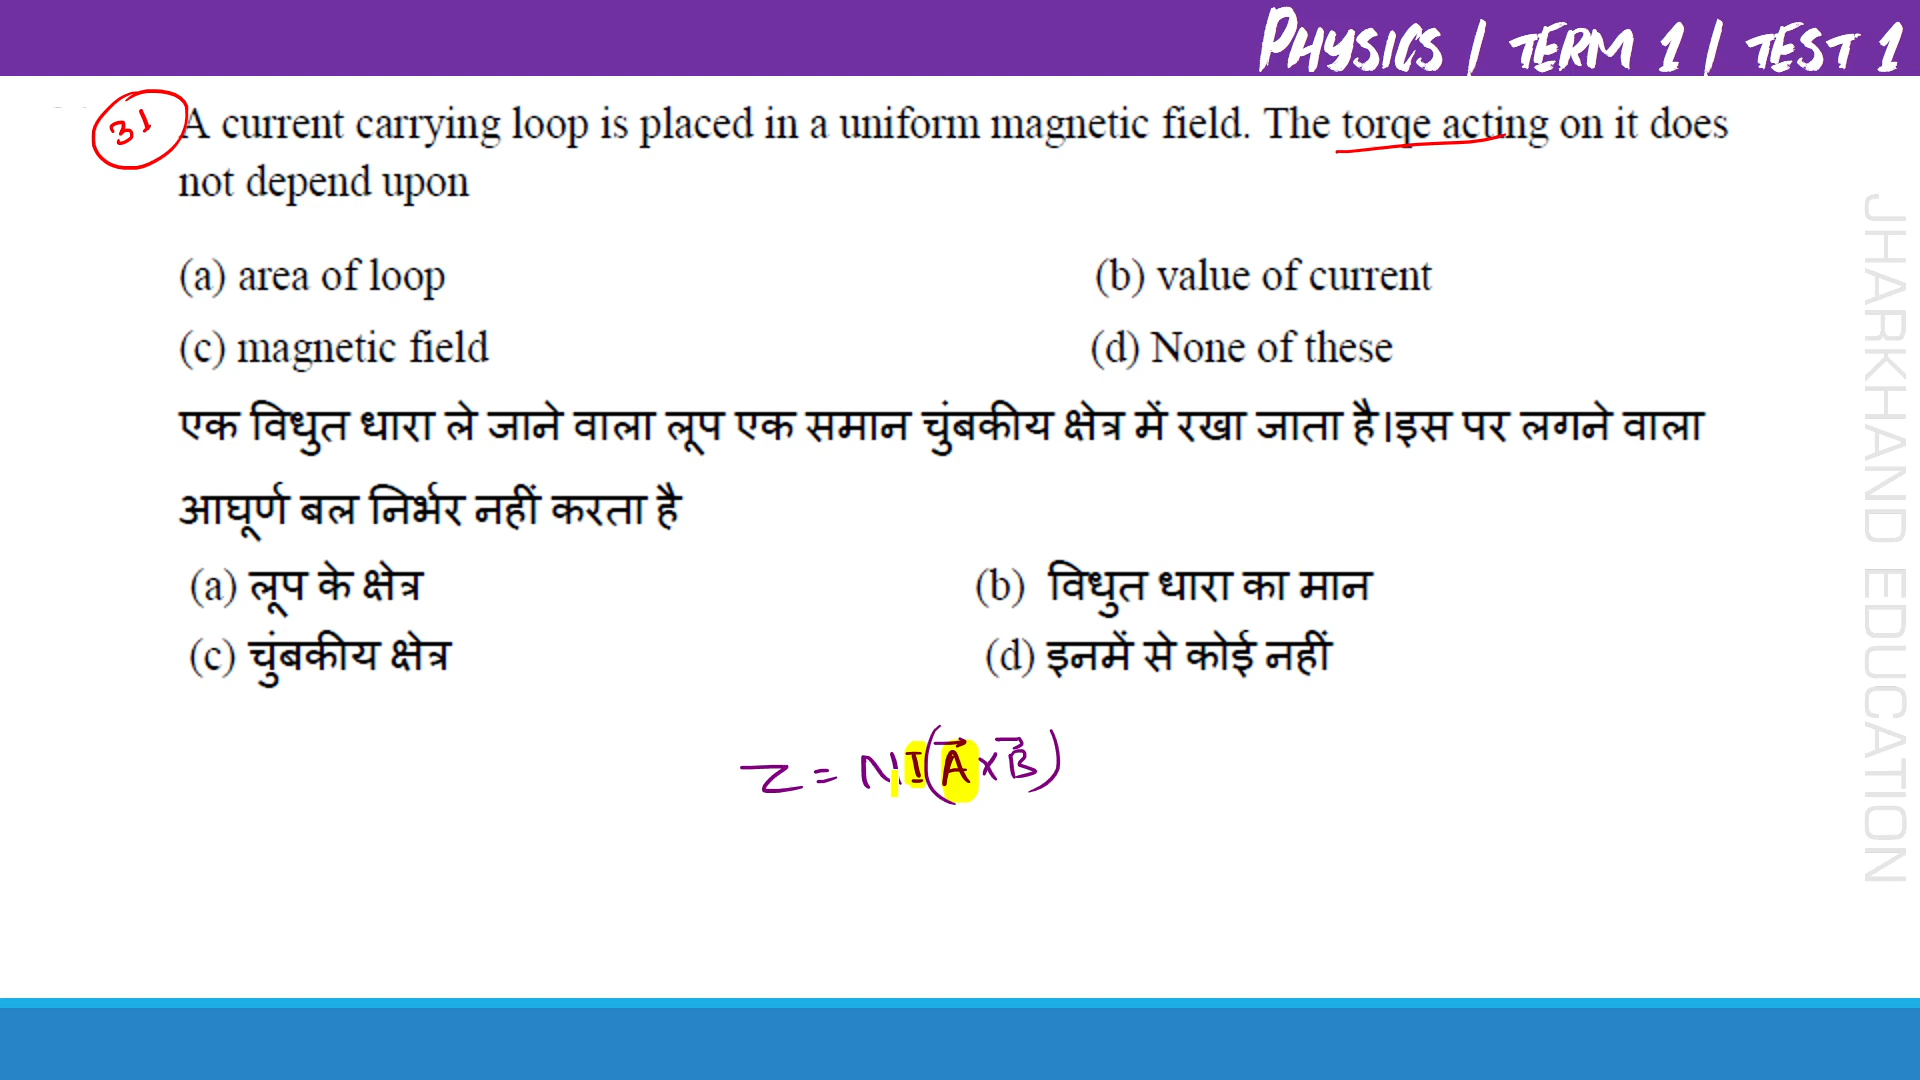 PHYSICS | TERM 1 | TEST 1
31 A current carrying loop is placed in a uniform magnetic field. The torqe acting on it does
not depend upon
(a) area of loop (b) value of current
(c) magnetic field (d) None of these
एक विधुत धारा ले जाने वाला लूप एक समान चुंबकीय क्षेत्र में रखा जाता है।इस पर लगने वाला
आघूर्ण बल निर्भर नहीं करता है
(a) लूप के क्षेत्र (b) विधुत धारा का मान
(c) चुंबकीय क्षेत्र (d) इनमें से कोई नहीं
τ = NI(A⃗×B⃗)
JHARKHAND EDUCATION